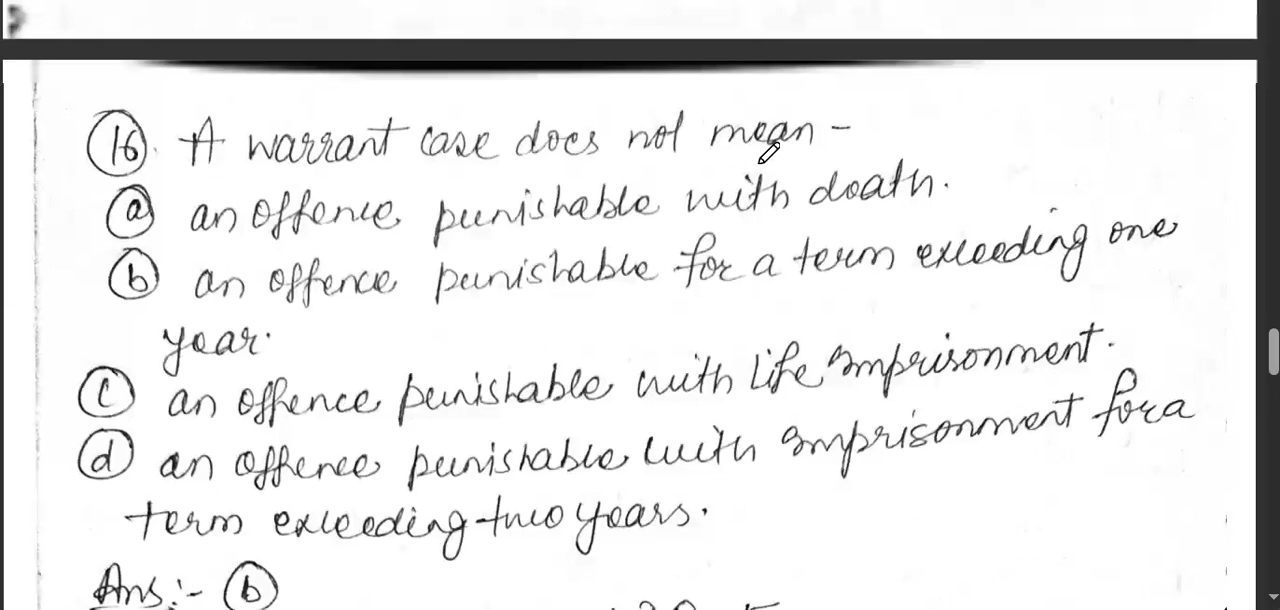 (16). A warrant case does not mean -
(a) an offence punishable with death.
(b) an offence punishable for a term exceeding one
year.
(c) an offence punishable with life imprisonment.
(d) an offence punishable with imprisonment for a
term exceeding two years.
Ans:- (b)